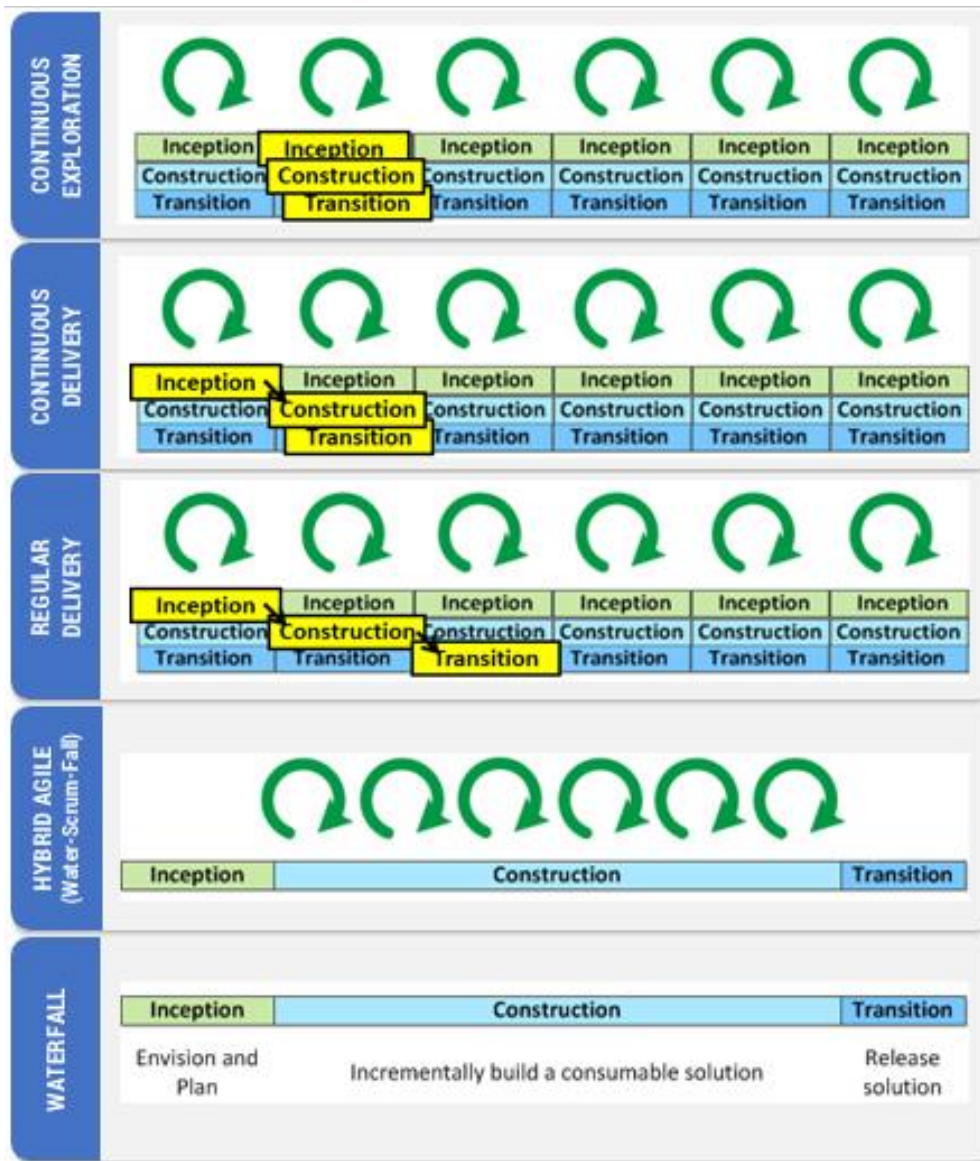 CONTINUOUS
EXPLORATION
Inception Inception Inception Inception Inception Inception
Construction Construction Construction Construction Construction Construction
Transition Transition Transition Transition Transition Transition
CONTINUOUS
DELIVERY
Inception Inception Inception Inception Inception Inception
Construction Construction Construction Construction Construction Construction
Transition Transition Transition Transition Transition Transition
REGULAR
DELIVERY
Inception Inception Inception Inception Inception Inception
Construction Construction Construction Construction Construction Construction
Transition Transition Transition Transition Transition Transition
HYBRID AGILE
(Water-Scrum-Fall)
Inception Construction Transition
WATERFALL
Inception Construction Transition
Envision and
Plan
Incrementally build a consumable solution
Release
solution